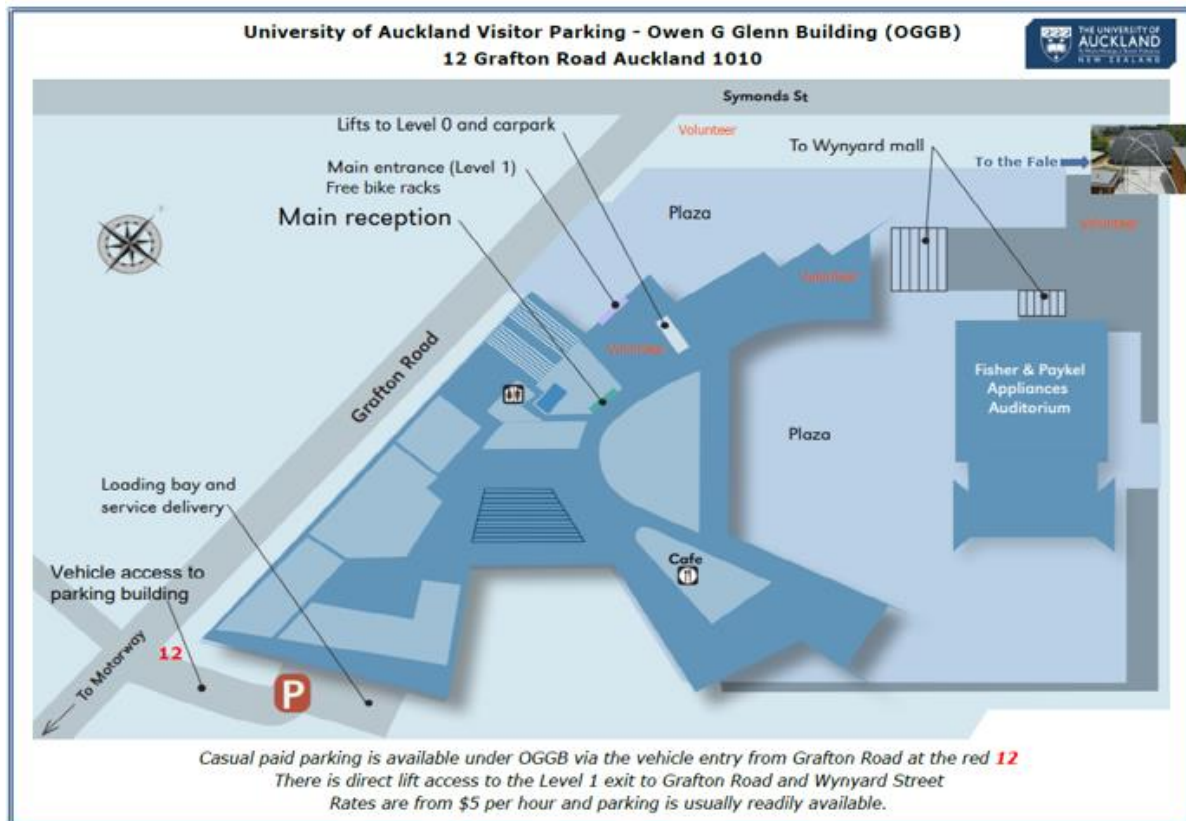 University of Auckland Visitor Parking - Owen G Glenn Building (OGGB)
12 Grafton Road Auckland 1010
THE UNIVERSITY OF
AUCKLAND
NEW ZEALAND
Symonds St
Lifts to Level 0 and carpark
Volunteer
To Wynyard mall
Main entrance (Level 1)
Free bike racks
To the Fale
Main reception
Plaza
Volunteer
Volunteer
Volunteer
Grafton Road
Fisher & Paykel
Appliances
Auditorium
Plaza
Loading bay and
service delivery
Cafe
Vehicle access to
parking building
12
To Motorway
P
Casual paid parking is available under OGGB via the vehicle entry from Grafton Road at the red 12
There is direct lift access to the Level 1 exit to Grafton Road and Wynyard Street
Rates are from $5 per hour and parking is usually readily available.